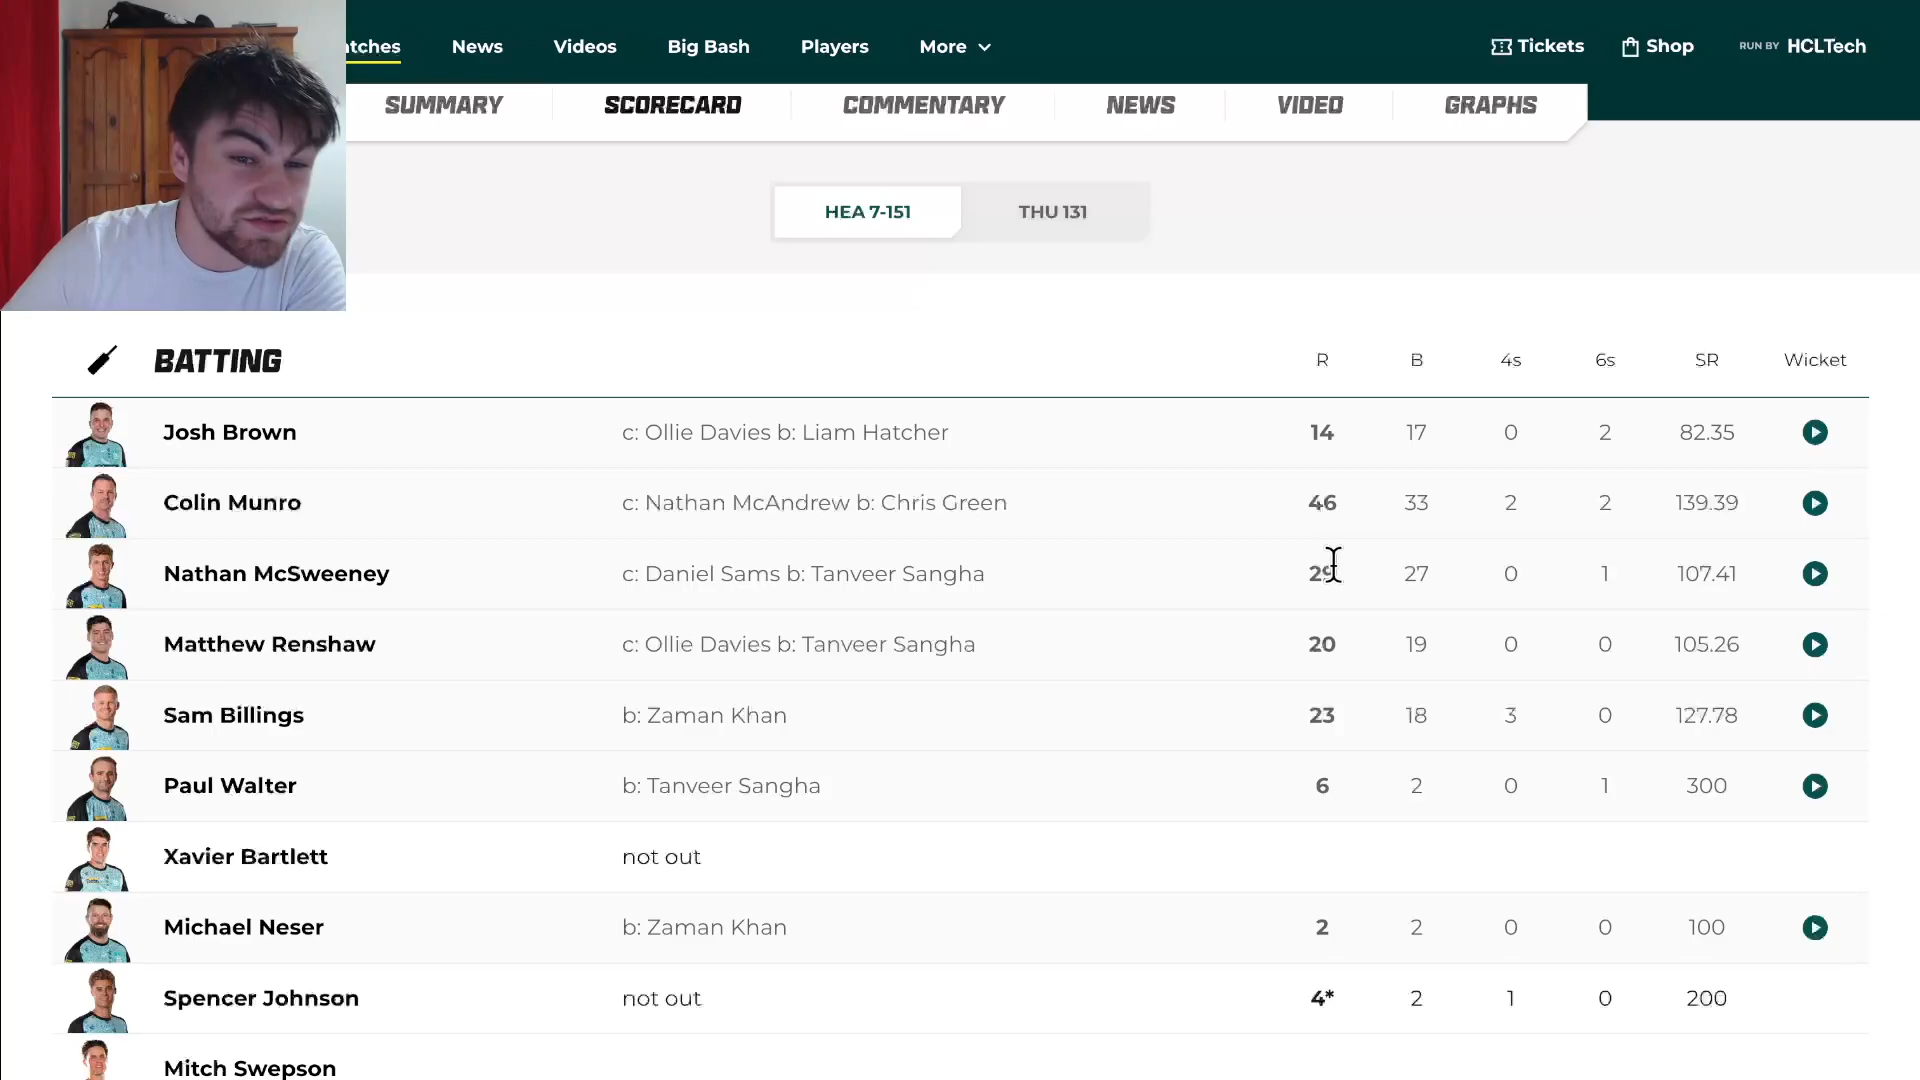 atches News Videos Big Bash Players More Tickets Shop RUN BY HCLTech
SUMMARY SCORECARD COMMENTARY NEWS VIDEO GRAPHS
HEA 7-151 THU 131
BATTING R B 4s 6s SR Wicket
Josh Brown c: Ollie Davies b: Liam Hatcher 14 17 0 2 82.35
Colin Munro c: Nathan McAndrew b: Chris Green 46 33 2 2 139.39
Nathan McSweeney c: Daniel Sams b: Tanveer Sangha 29 27 0 1 107.41
Matthew Renshaw c: Ollie Davies b: Tanveer Sangha 20 19 0 0 105.26
Sam Billings b: Zaman Khan 23 18 3 0 127.78
Paul Walter b: Tanveer Sangha 6 2 0 1 300
Xavier Bartlett not out
Michael Neser b: Zaman Khan 2 2 0 0 100
Spencer Johnson not out 4* 2 1 0 200
Mitch Swepson